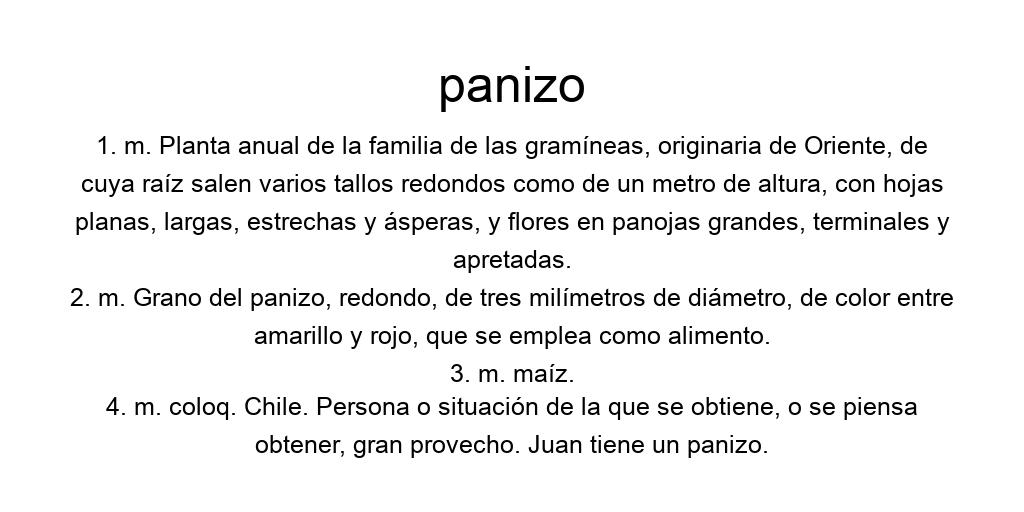 panizo
1. m. Planta anual de la familia de las gramíneas, originaria de Oriente, de
cuya raíz salen varios tallos redondos como de un metro de altura, con hojas
planas, largas, estrechas y ásperas, y flores en panojas grandes, terminales y
apretadas.
2. m. Grano del panizo, redondo, de tres milímetros de diámetro, de color entre
amarillo y rojo, que se emplea como alimento.
3. m. maíz.
4. m. coloq. Chile. Persona o situación de la que se obtiene, o se piensa
obtener, gran provecho. Juan tiene un panizo.